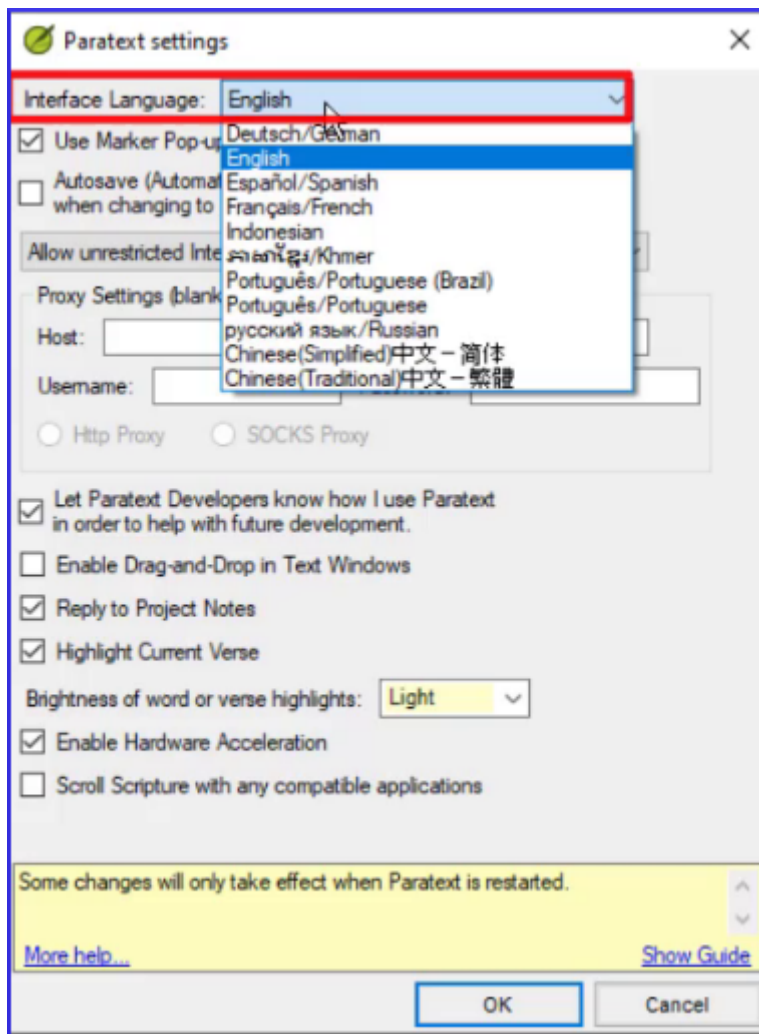 Paratext settings
Interface Language: English
Use Marker Pop-up
Deutsch/German
English
Autosave (Automat
when changing to
Español/Spanish
Français/French
Indonesian
Allow unrestricted Inte
ភាសាខ្មែរ/Khmer
Português/Portuguese (Brazil)
Proxy Settings (blank
Português/Portuguese
Host:
русский язык/Russian
Chinese(Simplified)中文－简体
Username:
Chinese(Traditional)中文－繁體
Http Proxy SOCKS Proxy
Let Paratext Developers know how I use Paratext
in order to help with future development.
Enable Drag-and-Drop in Text Windows
Reply to Project Notes
Highlight Current Verse
Brightness of word or verse highlights: Light
Enable Hardware Acceleration
Scroll Scripture with any compatible applications
Some changes will only take effect when Paratext is restarted.
More help... Show Guide
OK Cancel